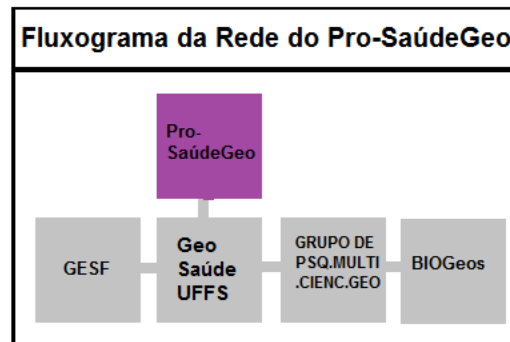 Fluxograma da Rede do Pro-SaúdeGeo
Pro-
SaúdeGeo
GESF
Geo
Saúde
UFFS
GRUPO DE
PSQ.MULTI
.CIENC.GEO
BIOGeos